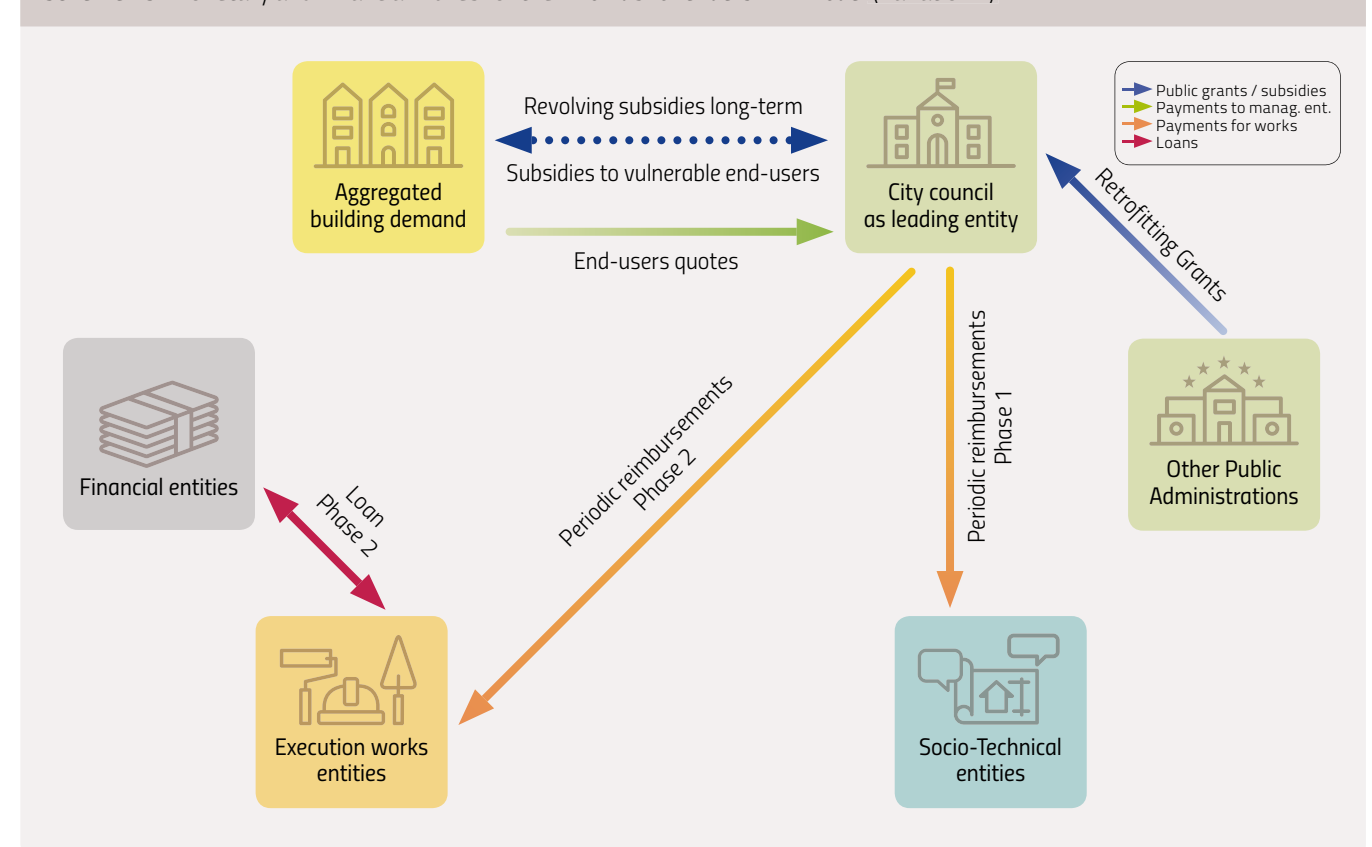 Revolving subsidies long-term
Subsidies to vulnerable end-users
Aggregated
building demand
City council
as leading entity
End-users quotes
Public grants / subsidies
Payments to manag. ent.
Payments for works
Loans
Retrofitting Grants
Financial entities
Loan
Phase 2
Periodic reimbursements
Phase 2
Periodic reimbursements
Phase 1
Other Public
Administrations
Execution works
entities
Socio-Technical
entities